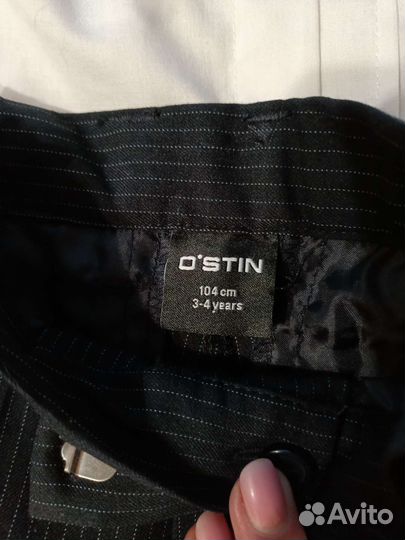 O'STIN
104 cm
3-4 years
Avito